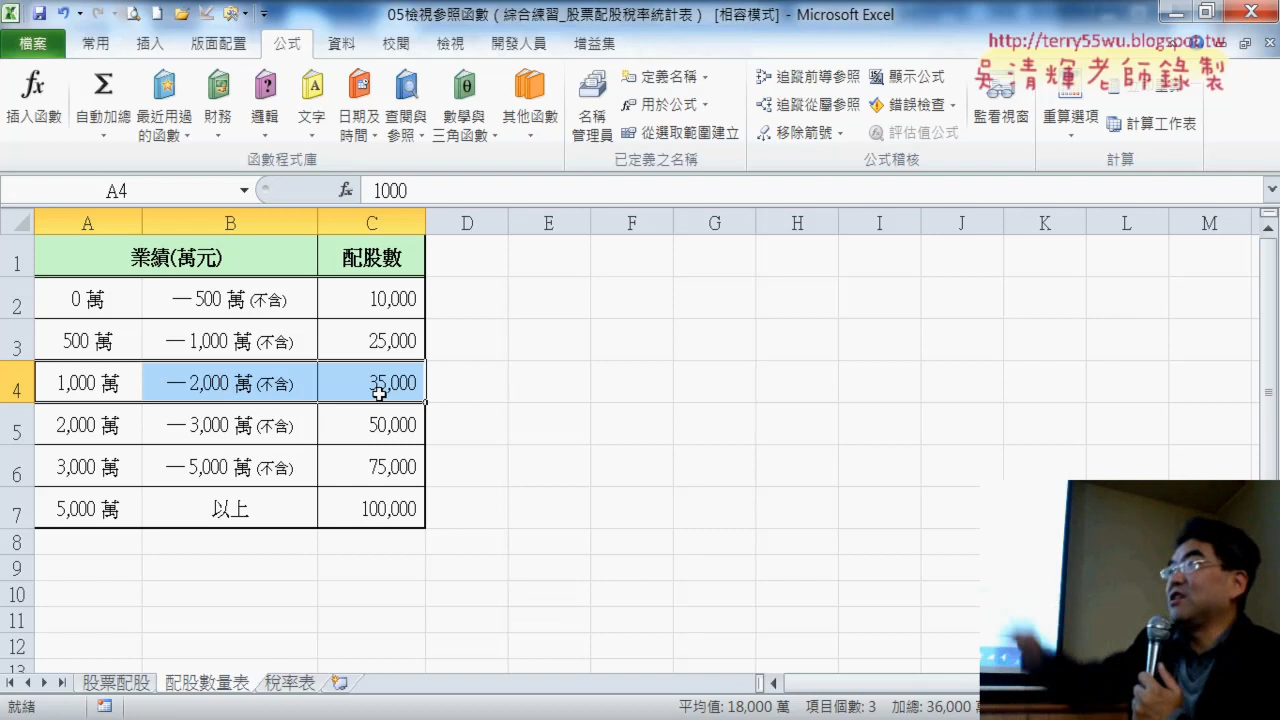 05檢視參照函數（綜合練習_股票配股稅率統計表） [相容模式] - Microsoft Excel
檔案 常用 插入 版面配置 公式 資料 校閱 檢視 開發人員 增益集
http://terry55wu.blogspot.tw
吳清輝老師錄製
插入函數 自動加總 最近用過的函數 財務 邏輯 文字 日期及時間 查閱與參照 數學與三角函數 其他函數
函數程式庫
名稱管理員 定義名稱 用於公式 從選取範圍建立
已定義之名稱
追蹤前導參照 追蹤從屬參照 移除箭號 顯示公式 錯誤檢查 評估值公式 監看視窗
公式稽核
重算選項 計算工作表
計算
A4 fx 1000
A B C D E F G H I J K L M
1 業績(萬元) 配股數
2 0 萬 — 500 萬 (不含) 10,000
3 500 萬 — 1,000 萬 (不含) 25,000
4 1,000 萬 — 2,000 萬 (不含) 35,000
5 2,000 萬 — 3,000 萬 (不含) 50,000
6 3,000 萬 — 5,000 萬 (不含) 75,000
7 5,000 萬 以上 100,000
8
9
10
11
12
13
股票配股 配股數量表 稅率表
就緒 平均值: 18,000 萬 項目個數: 3 加總: 36,000